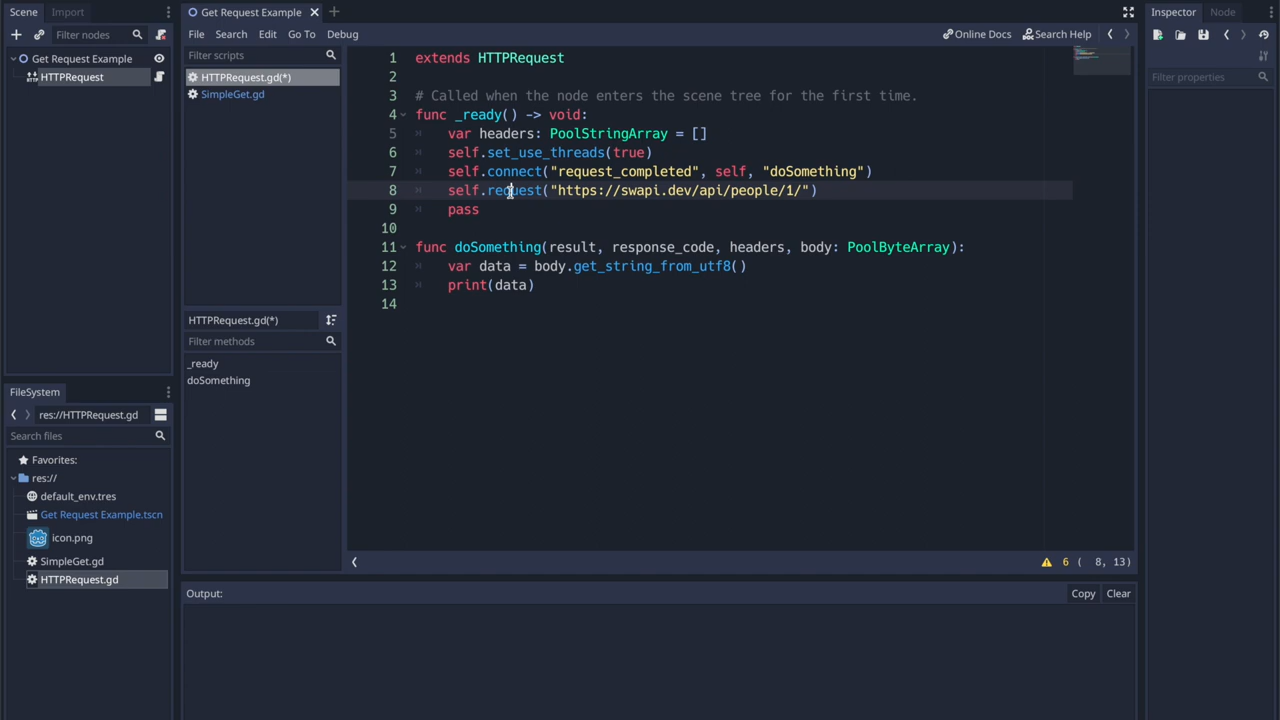 Scene
Import
Filter nodes
Get Request Example
HTTPRequest
Get Request Example
File Search Edit Go To Debug
Online Docs
Search Help
Filter scripts
HTTPRequest.gd(*)
SimpleGet.gd
HTTPRequest.gd(*)
Filter methods
_ready
doSomething
1 extends HTTPRequest
2
3 # Called when the node enters the scene tree for the first time.
4 func _ready() -> void:
5 var headers: PoolStringArray = []
6 self.set_use_threads(true)
7 self.connect("request_completed", self, "doSomething")
8 self.request("https://swapi.dev/api/people/1/")
9 pass
10
11 func doSomething(result, response_code, headers, body: PoolByteArray):
12 var data = body.get_string_from_utf8()
13 print(data)
14
6 ( 8, 13)
FileSystem
res://HTTPRequest.gd
Search files
Favorites:
res://
default_env.tres
Get Request Example.tscn
icon.png
SimpleGet.gd
HTTPRequest.gd
Output:
Copy
Clear
Inspector
Node
Filter properties